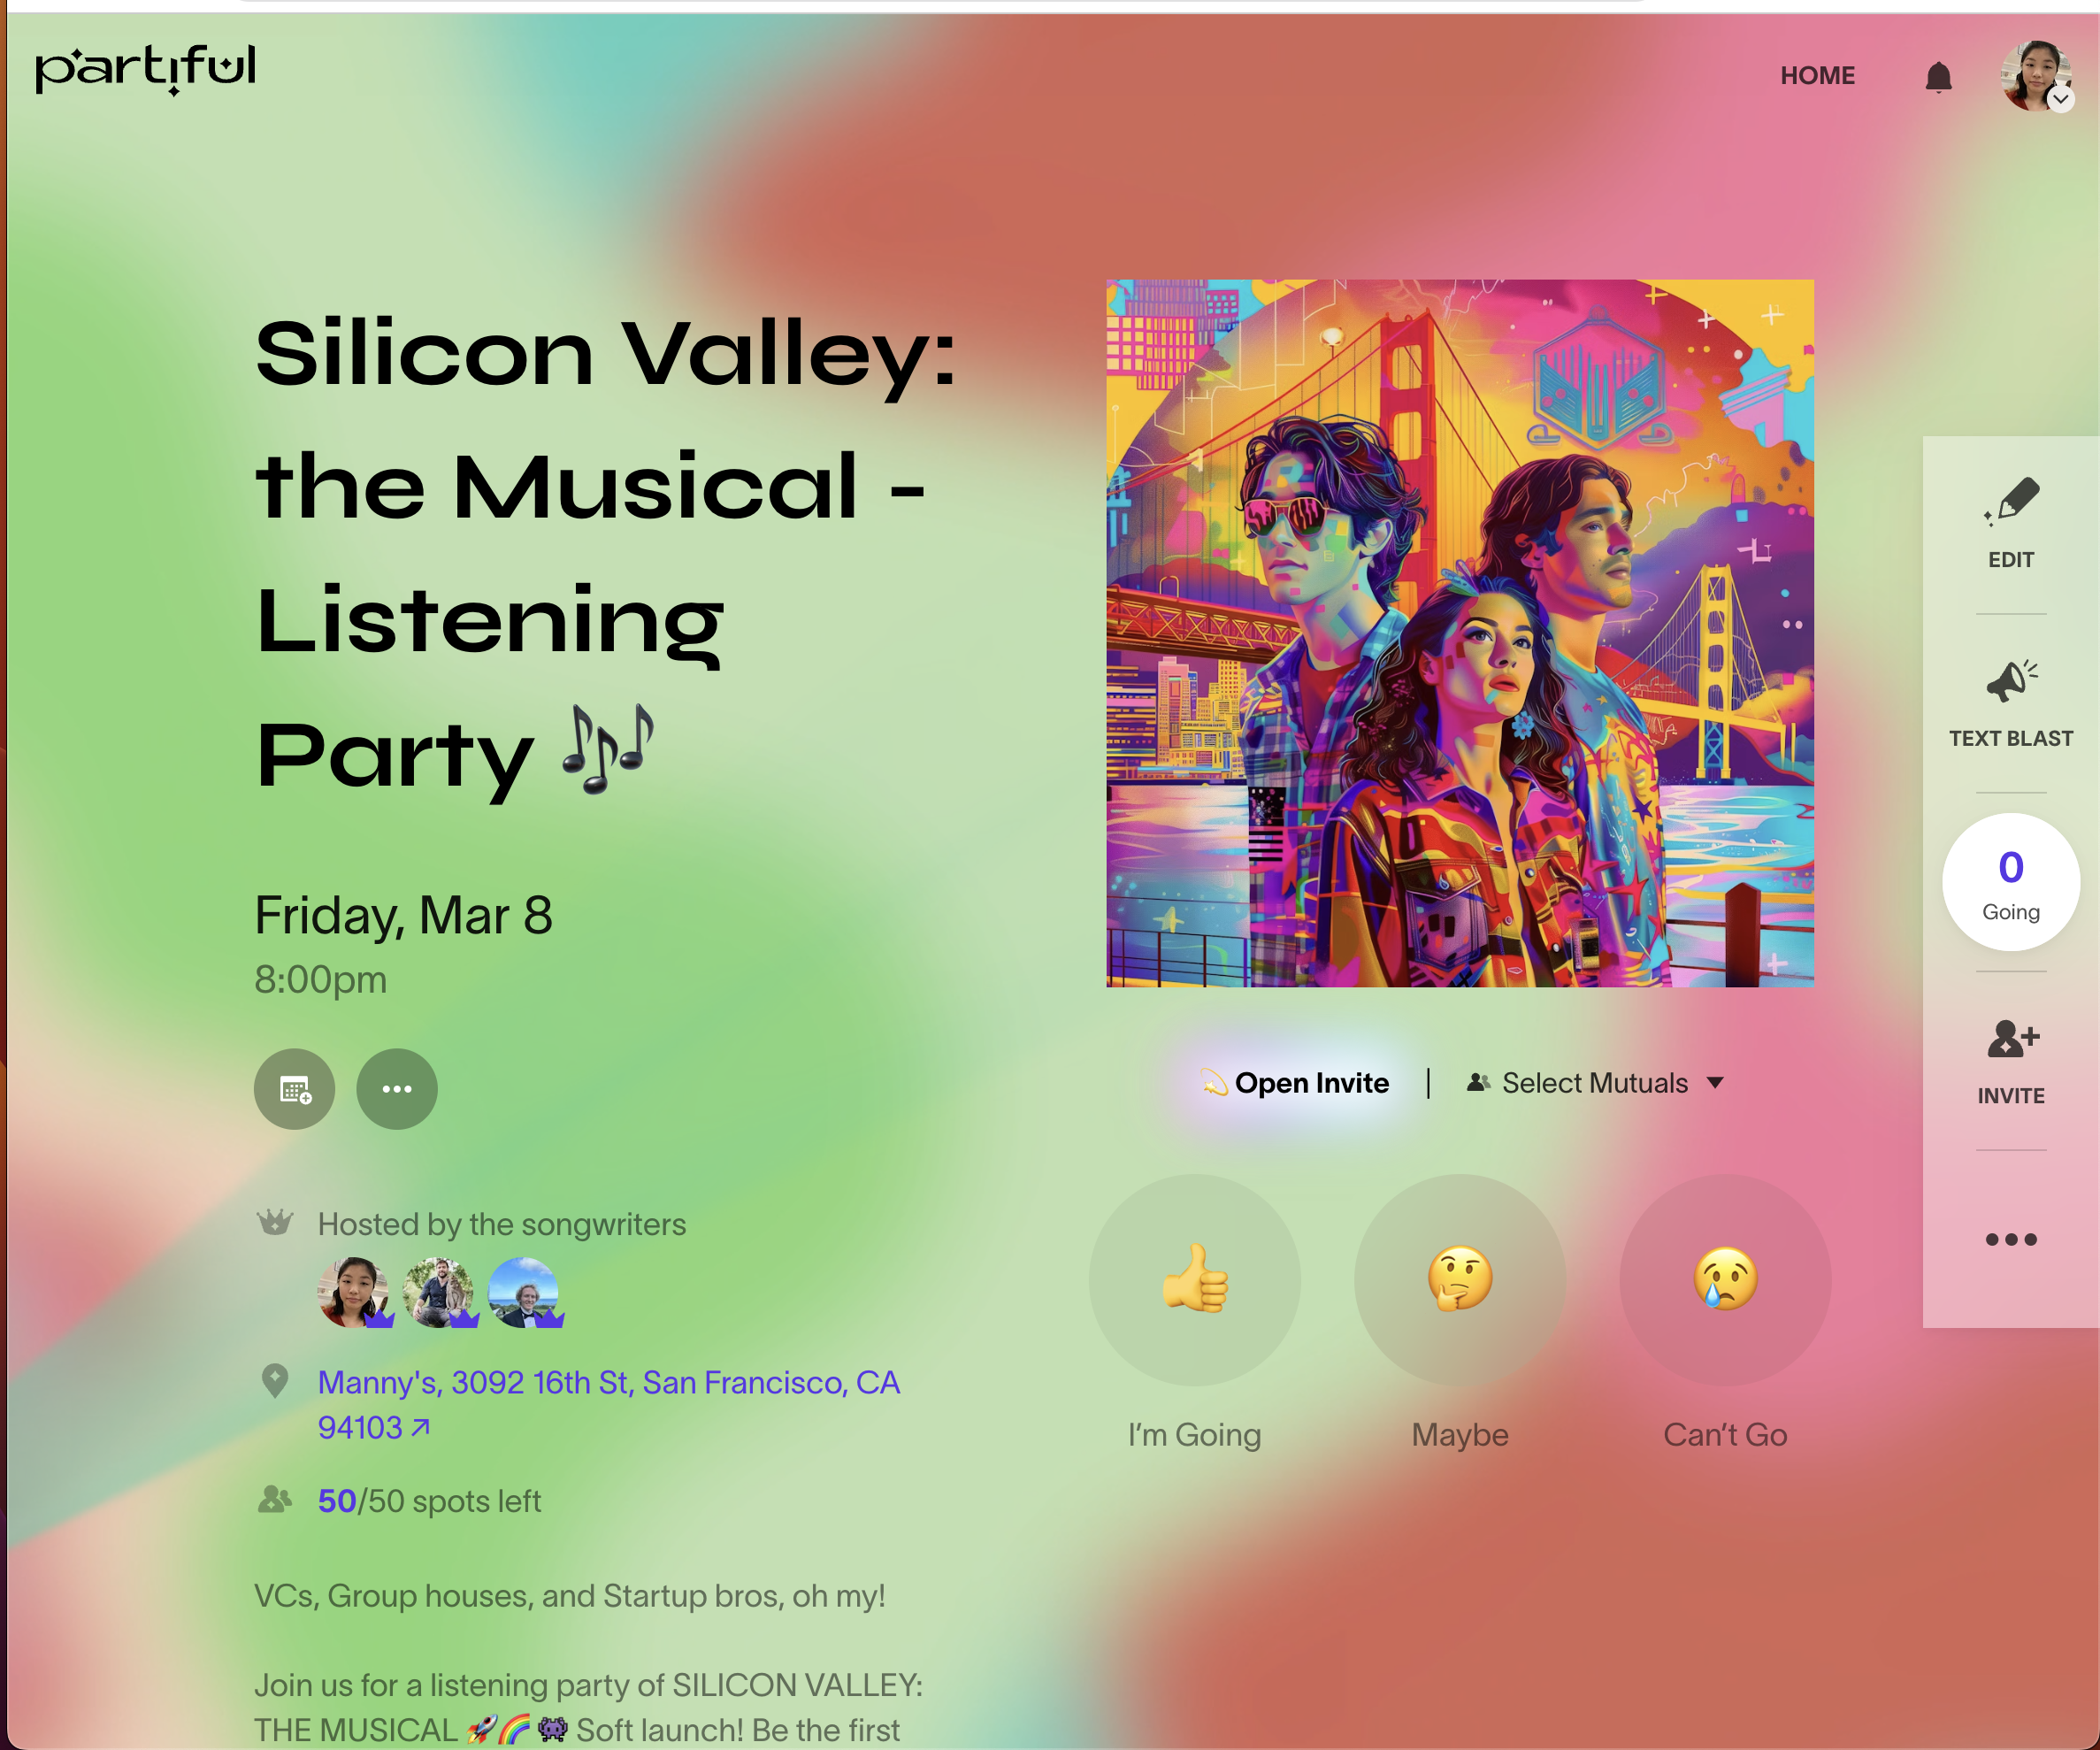 partiful
HOME
Silicon Valley:
the Musical -
Listening
Party 🎶
Friday, Mar 8
8:00pm
Hosted by the songwriters
Manny's, 3092 16th St, San Francisco, CA
94103 ↗
50/50 spots left
VCs, Group houses, and Startup bros, oh my!
Join us for a listening party of SILICON VALLEY:
THE MUSICAL 🚀🌈👾 Soft launch! Be the first
💫 Open Invite | Select Mutuals ▼
👍 🤔 😢
I'm Going Maybe Can't Go
EDIT
TEXT BLAST
0
Going
INVITE